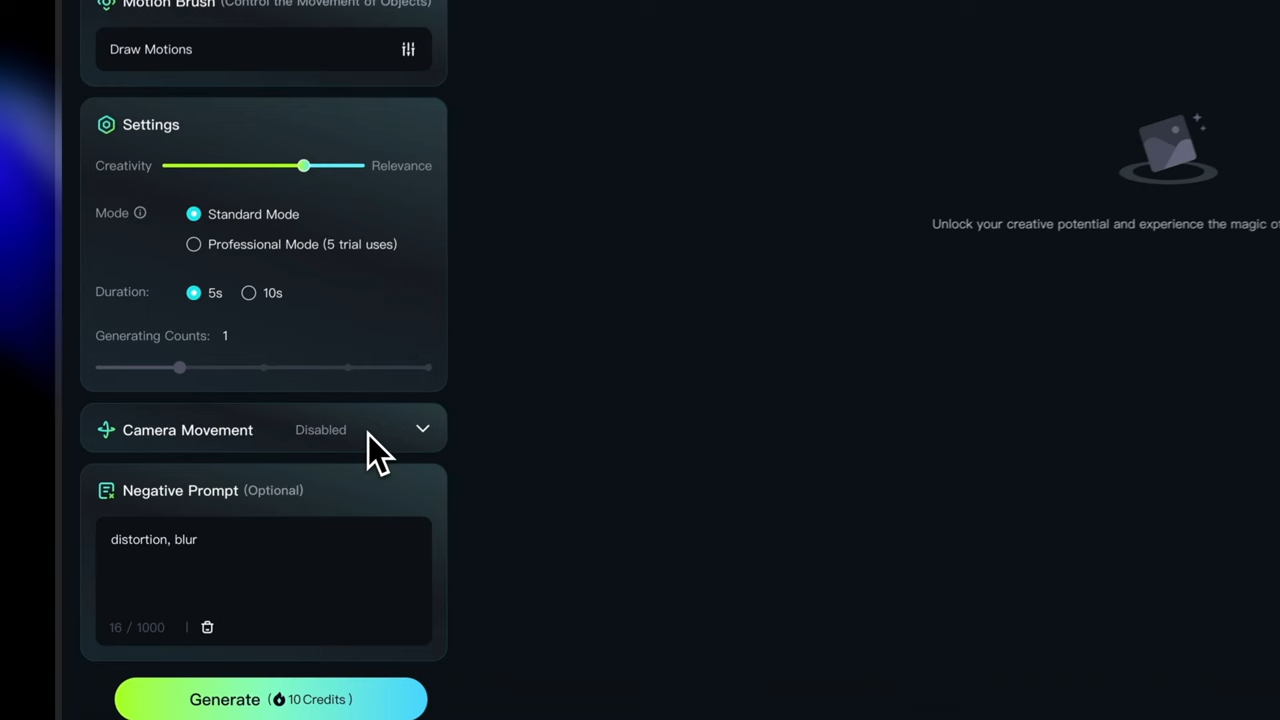 Motion Brush (Control the Movement of Objects)
Draw Motions
Settings
Creativity Relevance
Mode Standard Mode
Professional Mode (5 trial uses)
Duration: 5s 10s
Generating Counts: 1
Camera Movement Disabled
Negative Prompt (Optional)
distortion, blur
16 / 1000
Generate (10 Credits)
Unlock your creative potential and experience the magic of